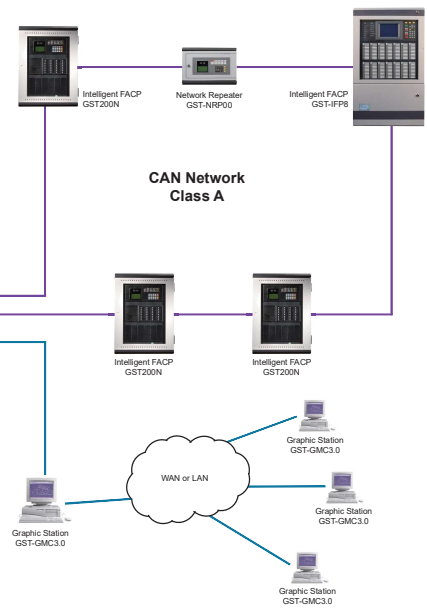 Intelligent FACP
GST200N
Network Repeater
GST-NRP00
Intelligent FACP
GST-IFP8
CAN Network
Class A
Intelligent FACP
GST200N
Intelligent FACP
GST200N
Graphic Station
GST-GMC3.0
WAN or LAN
Graphic Station
GST-GMC3.0
Graphic Station
GST-GMC3.0
Graphic Station
GST-GMC3.0